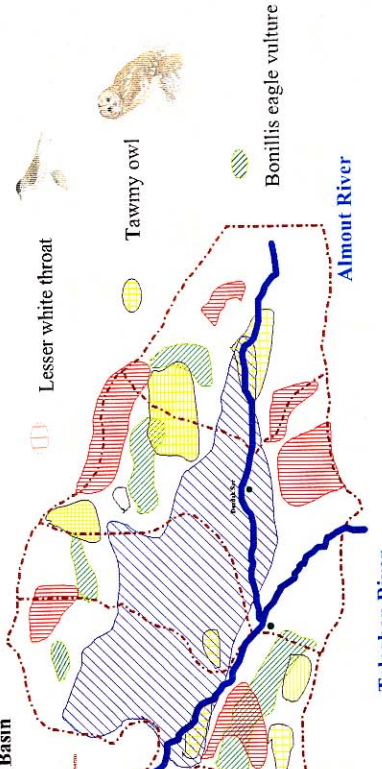 Basin
Lesser white throat
Tawmy owl
Bonillis eagle vulture
Almout River